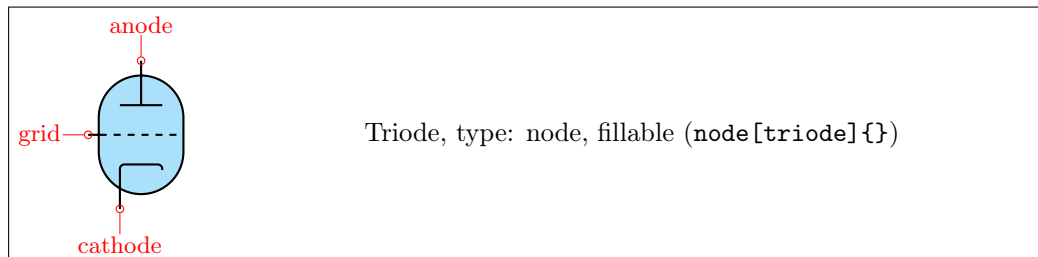 anode
grid
Triode, type: node, fillable (node[triode]{})
cathode